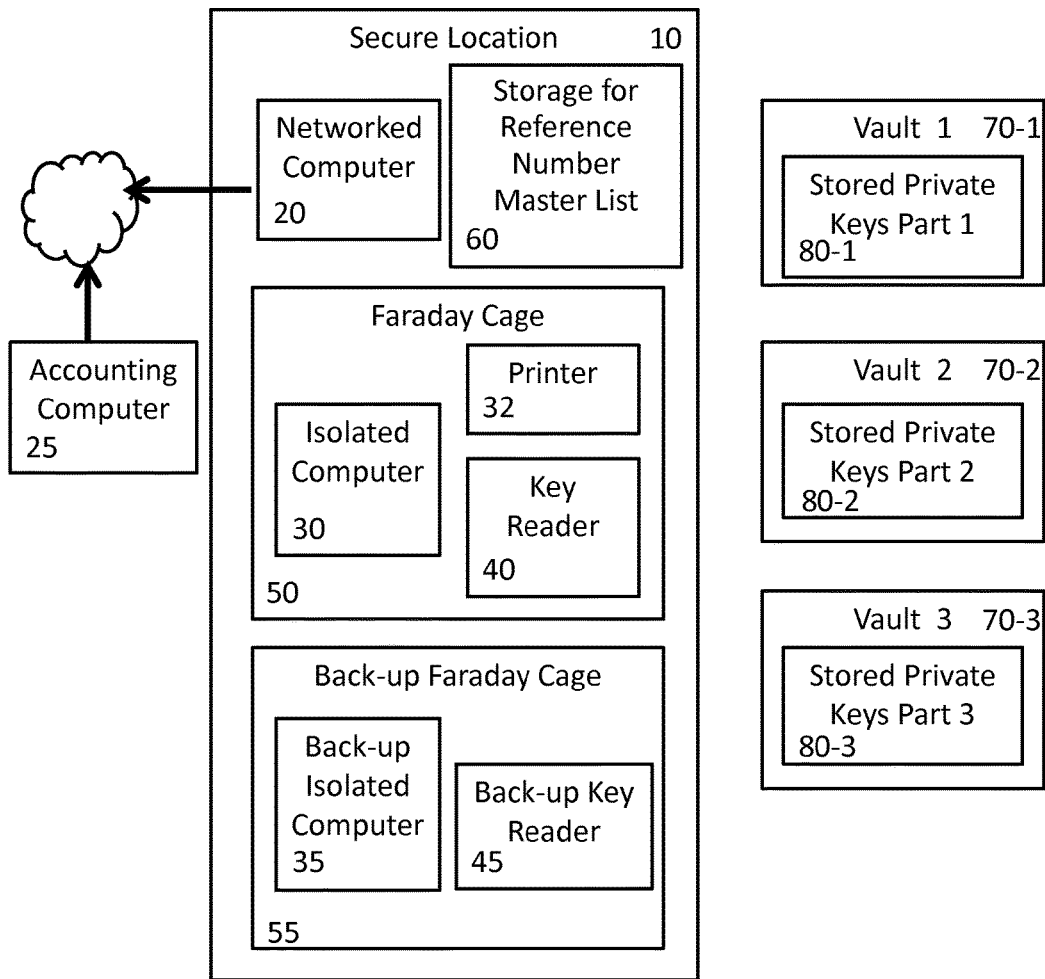 Secure Location 10
Networked
Computer
20
Storage for
Reference
Number
Master List
60
Accounting
Computer
25
Faraday Cage
Printer
32
Isolated
Computer
30
Key
Reader
40
50
Back-up Faraday Cage
Back-up
Isolated
Computer
35
Back-up Key
Reader
45
55
Vault 1 70-1
Stored Private
Keys Part 1
80-1
Vault 2 70-2
Stored Private
Keys Part 2
80-2
Vault 3 70-3
Stored Private
Keys Part 3
80-3